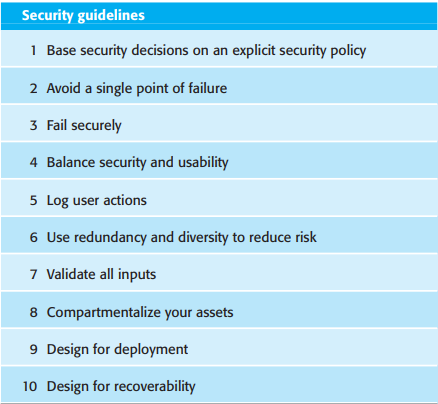 Security guidelines
1 Base security decisions on an explicit security policy
2 Avoid a single point of failure
3 Fail securely
4 Balance security and usability
5 Log user actions
6 Use redundancy and diversity to reduce risk
7 Validate all inputs
8 Compartmentalize your assets
9 Design for deployment
10 Design for recoverability